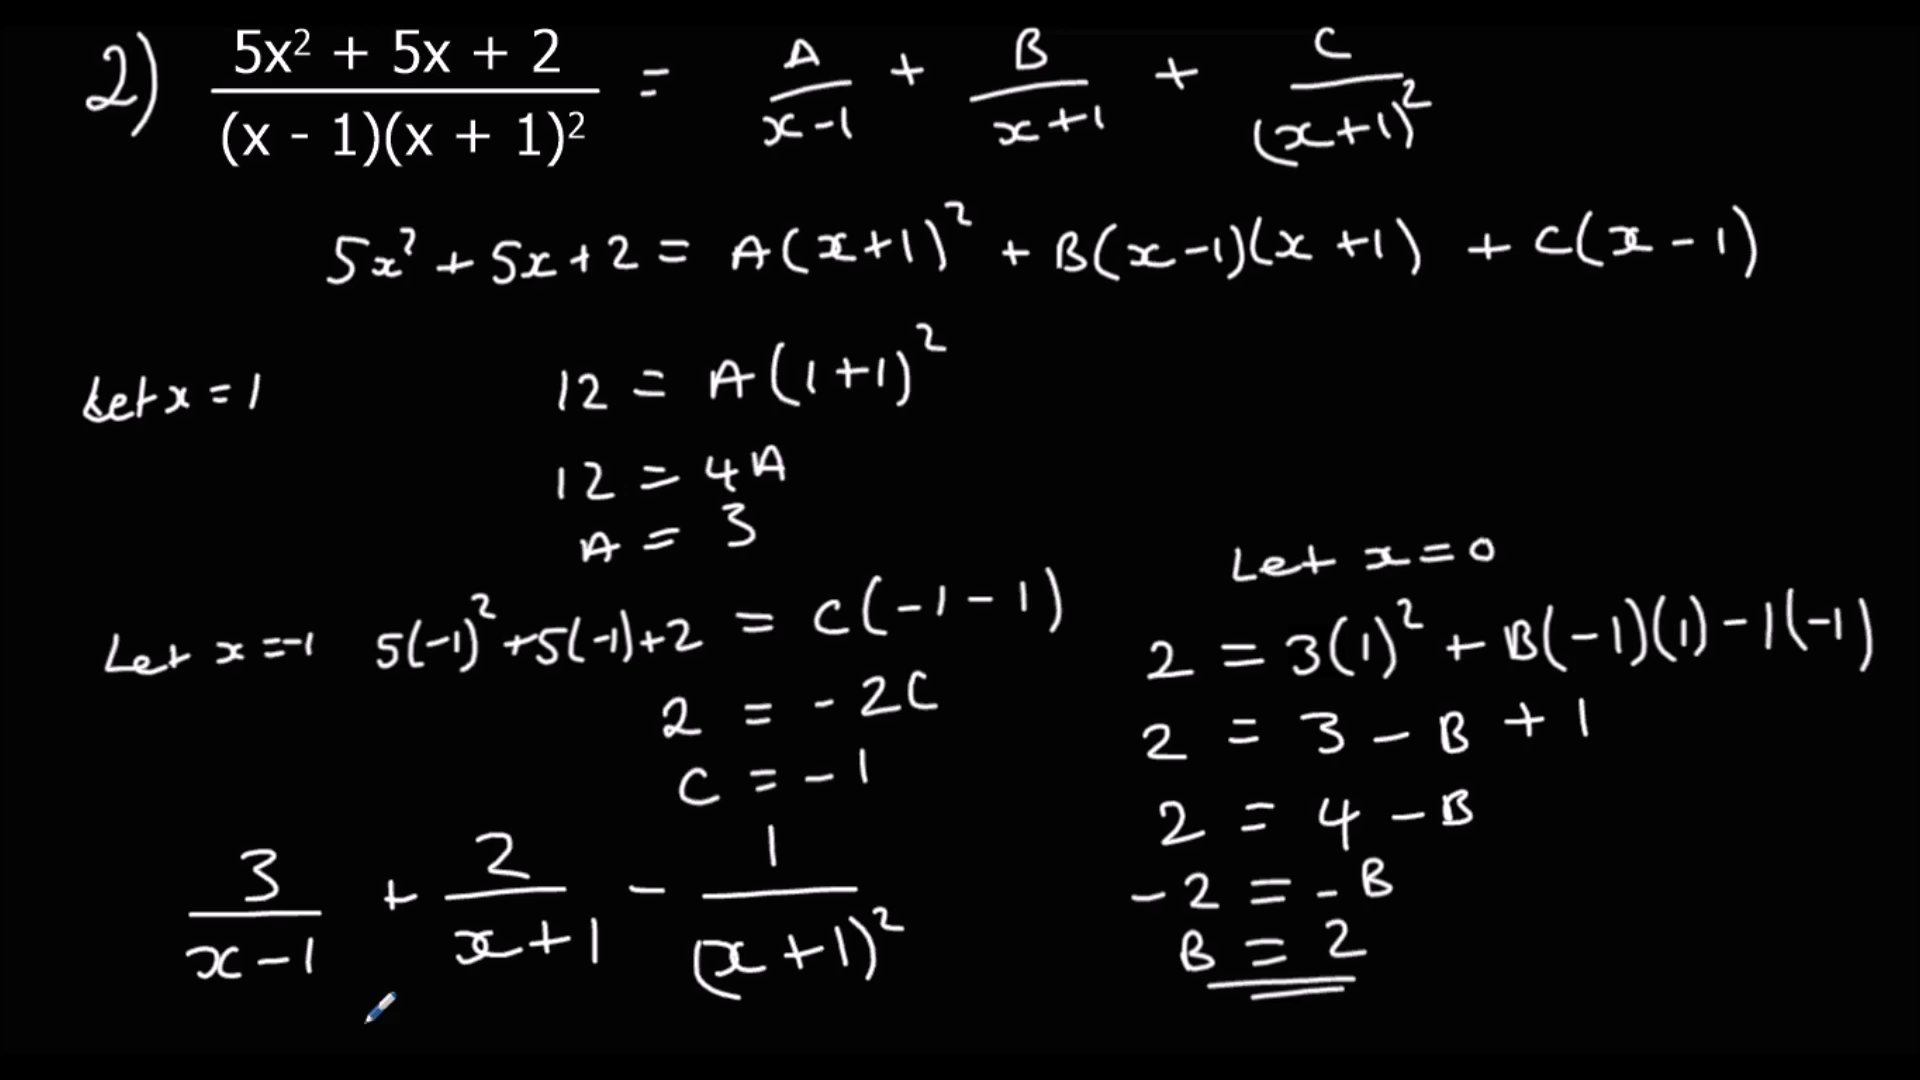 2) 5x² + 5x + 2 / (x - 1)(x + 1)² = A/(x-1) + B/(x+1) + C/(x+1)²
5x² + 5x + 2 = A(x+1)² + B(x-1)(x+1) + C(x-1)
Let x = 1 12 = A(1+1)²
12 = 4A
A = 3
Let x = -1 5(-1)² + 5(-1) + 2 = C(-1-1)
2 = -2C
C = -1
3/(x-1) + 2/(x+1) - 1/(x+1)²
Let x = 0
2 = 3(1)² + B(-1)(1) - 1(-1)
2 = 3 - B + 1
2 = 4 - B
-2 = -B
B = 2